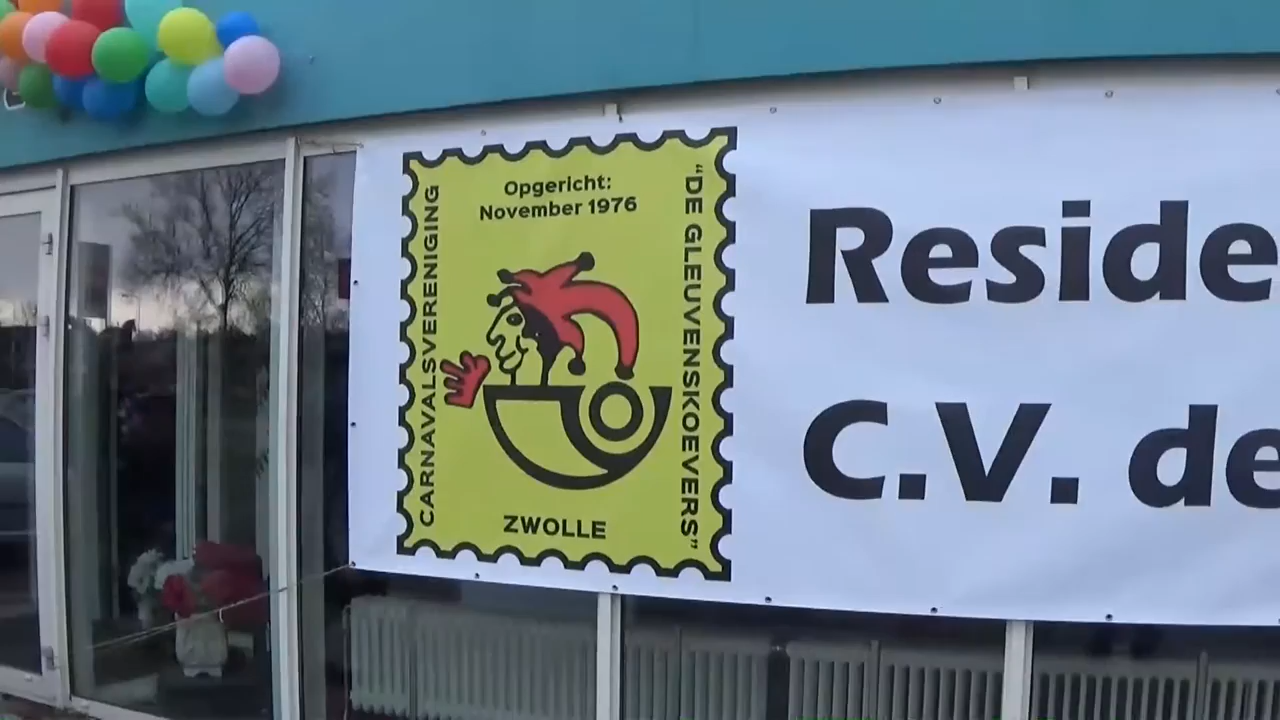 Opgericht:
November 1976
CARNAVALSVERENIGING
"DE GLEUVENSKOEVERS"
ZWOLLE
Reside
C.V. de